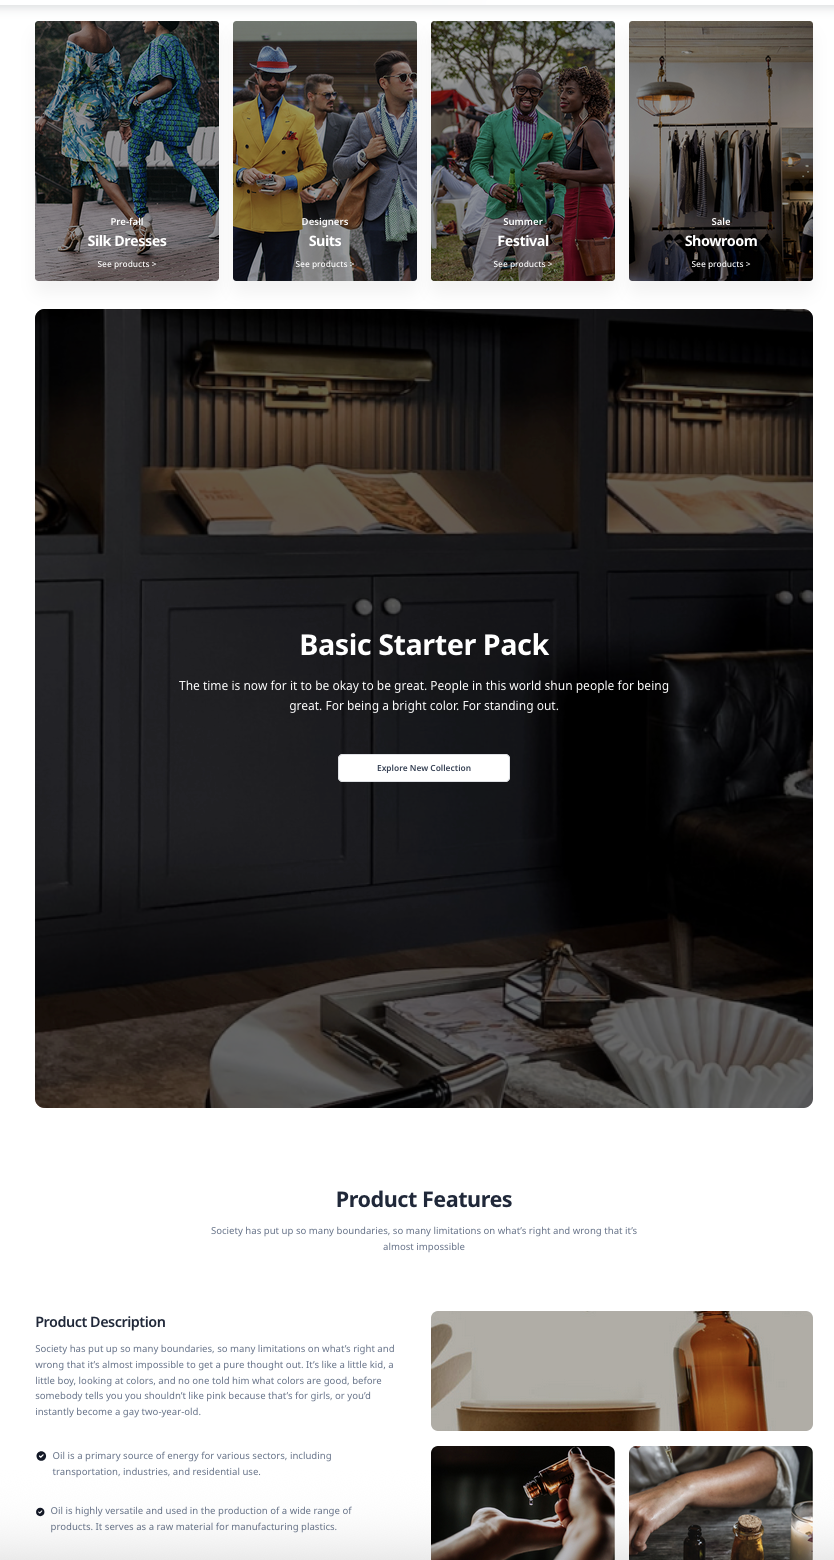 Pre-fall
Silk Dresses
See products >
Designers
Suits
See products >
Summer
Festival
See products >
Sale
Showroom
See products >
Basic Starter Pack
The time is now for it to be okay to be great. People in this world shun people for being
great. For being a bright color. For standing out.
Explore New Collection
Product Features
Society has put up so many boundaries, so many limitations on what’s right and wrong that it’s
almost impossible
Product Description
Society has put up so many boundaries, so many limitations on what’s right and
wrong that it’s almost impossible to get a pure thought out. It’s like a little kid, a
little boy, looking at colors, and no one told him what colors are good, before
somebody tells you you shouldn’t like pink because that’s for girls, or you’d
instantly become a gay two-year-old.
Oil is a primary source of energy for various sectors, including
transportation, industries, and residential use.
Oil is highly versatile and used in the production of a wide range of
products. It serves as a raw material for manufacturing plastics.